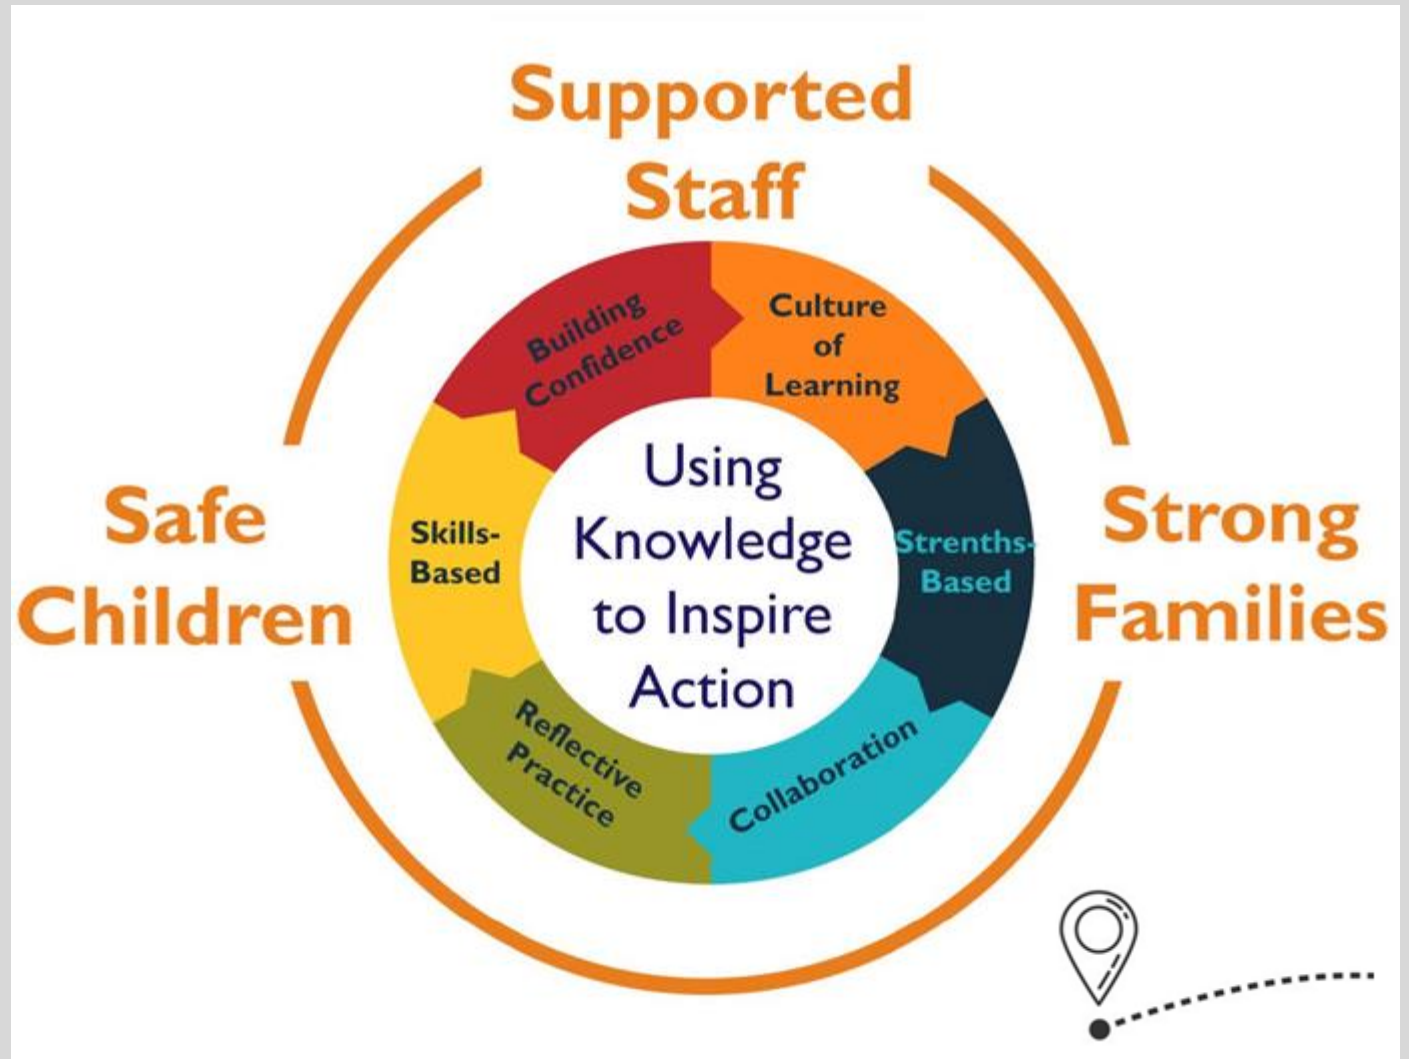 Supported
Staff
Building
Confidence
Culture
of
Learning
Using
Knowledge
to Inspire
Action
Safe
Children
Skills-
Based
Strenths-
Based
Strong
Families
Reflective
Practice
Collaboration